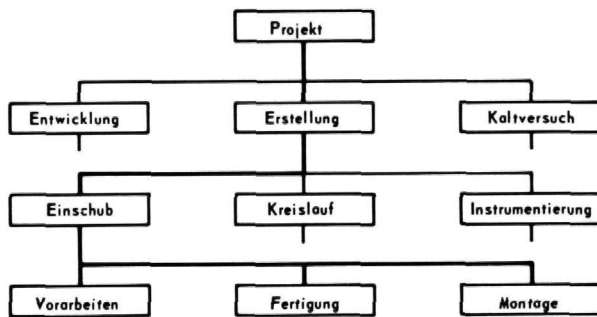 Projekt
Entwicklung
Erstellung
Kaltversuch
Einschub
Kreislauf
Instrumentierung
Vorarbeiten
Fertigung
Montage